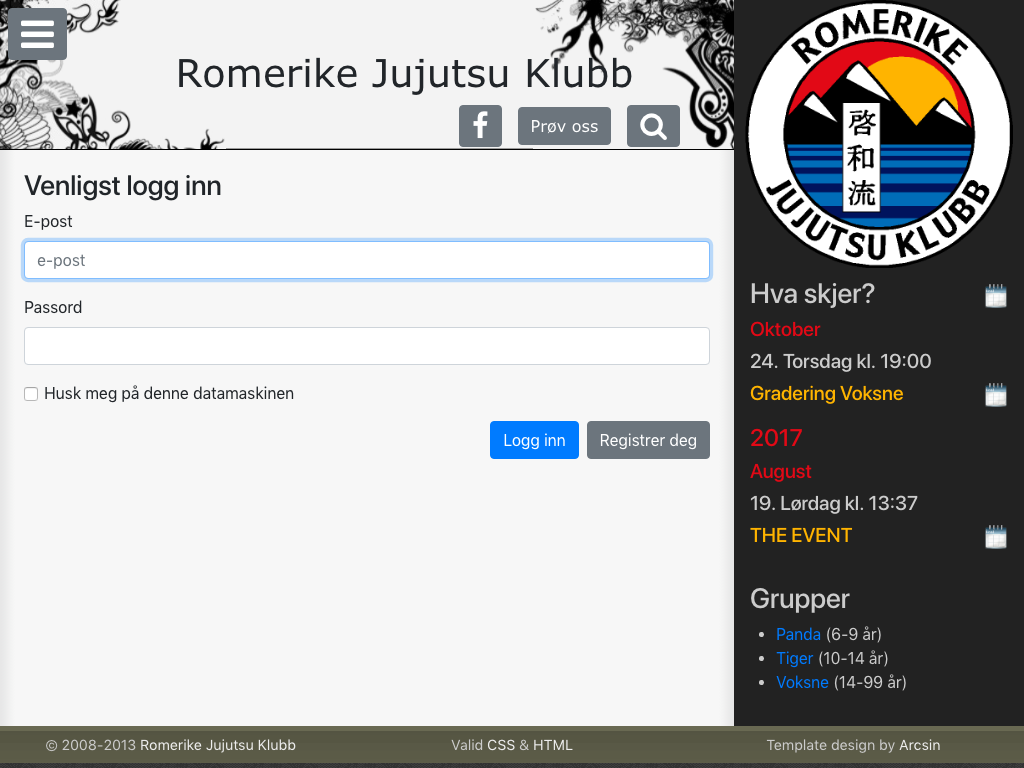 Romerike Jujutsu Klubb
Prøv oss
Venligst logg inn
E-post
e-post
Passord
Husk meg på denne datamaskinen
Logg inn
Registrer deg
ROMERIKE
啓和流
JUJUTSU KLUBB
Hva skjer?
Oktober
24. Torsdag kl. 19:00
Gradering Voksne
2017
August
19. Lørdag kl. 13:37
THE EVENT
Grupper
Panda (6-9 år)
Tiger (10-14 år)
Voksne (14-99 år)
© 2008-2013 Romerike Jujutsu Klubb
Valid CSS & HTML
Template design by Arcsin